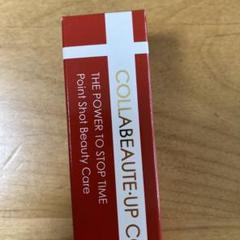 COLLABEAUTE·UP
THE POWER TO STOP TIME
Point Shot Beauty Care